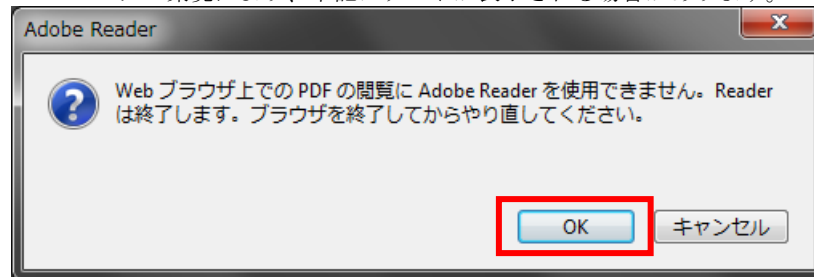 Adobe Reader
Web ブラウザ上での PDF の閲覧に Adobe Reader を使用できません。Reader
は終了します。ブラウザを終了してからやり直してください。
OK
キャンセル